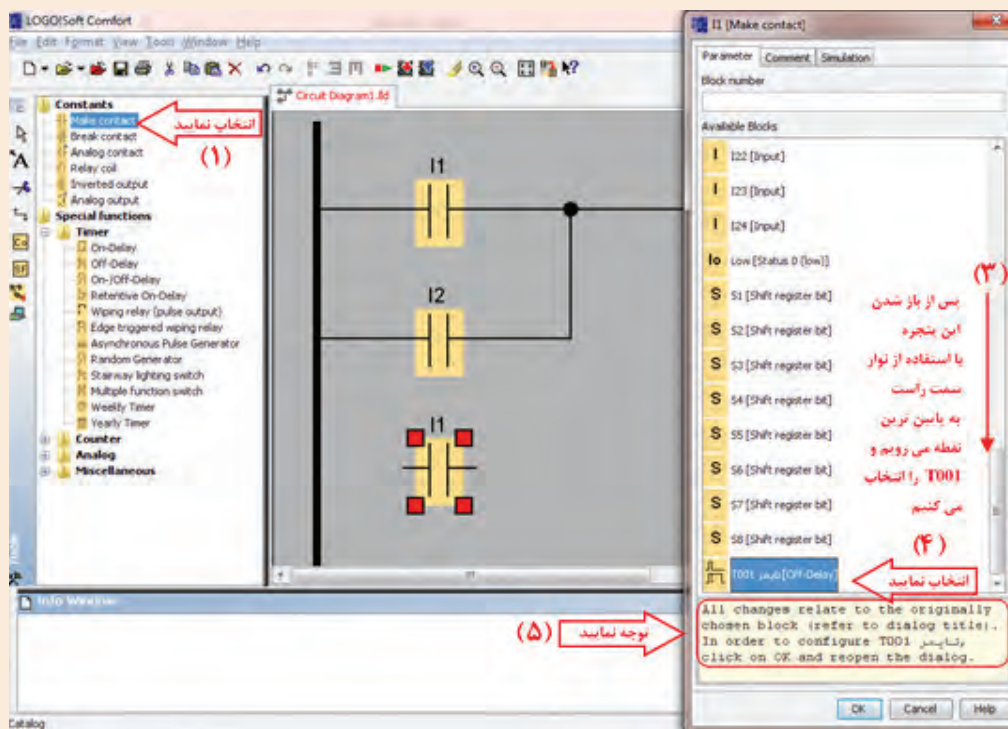 LOGO!Soft Comfort
File Edit Format View Tools Window Help
Constants
Make contact
Break contact
Analog contact
Relay coil
Inverted output
Analog output
Special functions
Timer
On-Delay
Off-Delay
On-/Off-Delay
Retentive On-Delay
Wiping relay (pulse output)
Edge triggered wiping relay
Asynchronous Pulse Generator
Random Generator
Stairway lighting switch
Multiple function switch
Weekly Timer
Yearly Timer
Counter
Analog
Miscellaneous
انتخاب نمایید
(۱)
Circuit Diagram1.lld
I1
I2
I1
Info Window
Catalog
I1 [Make contact]
Parameter Comment Simulation
Block number
Available Blocks
I I22 [Input]
I I23 [Input]
I I24 [Input]
lo Low [Status 0 (low)]
S S1 [Shift register bit]
S S2 [Shift register bit]
S S3 [Shift register bit]
S S4 [Shift register bit]
S S5 [Shift register bit]
S S6 [Shift register bit]
S S7 [Shift register bit]
S S8 [Shift register bit]
T001 تایمر [Off-Delay]
(۳)
پس از باز شدن
این پنجره
با استفاده از نوار
سمت راست
به پایین ترین
نقطه می رویم و
T001 را انتخاب
می کنیم
(۴)
انتخاب نمایید
(۵)
توجه نمایید
All changes relate to the originally
chosen block (refer to dialog title).
In order to configure T001
click on OK and reopen the dialog.
OK Cancel Help